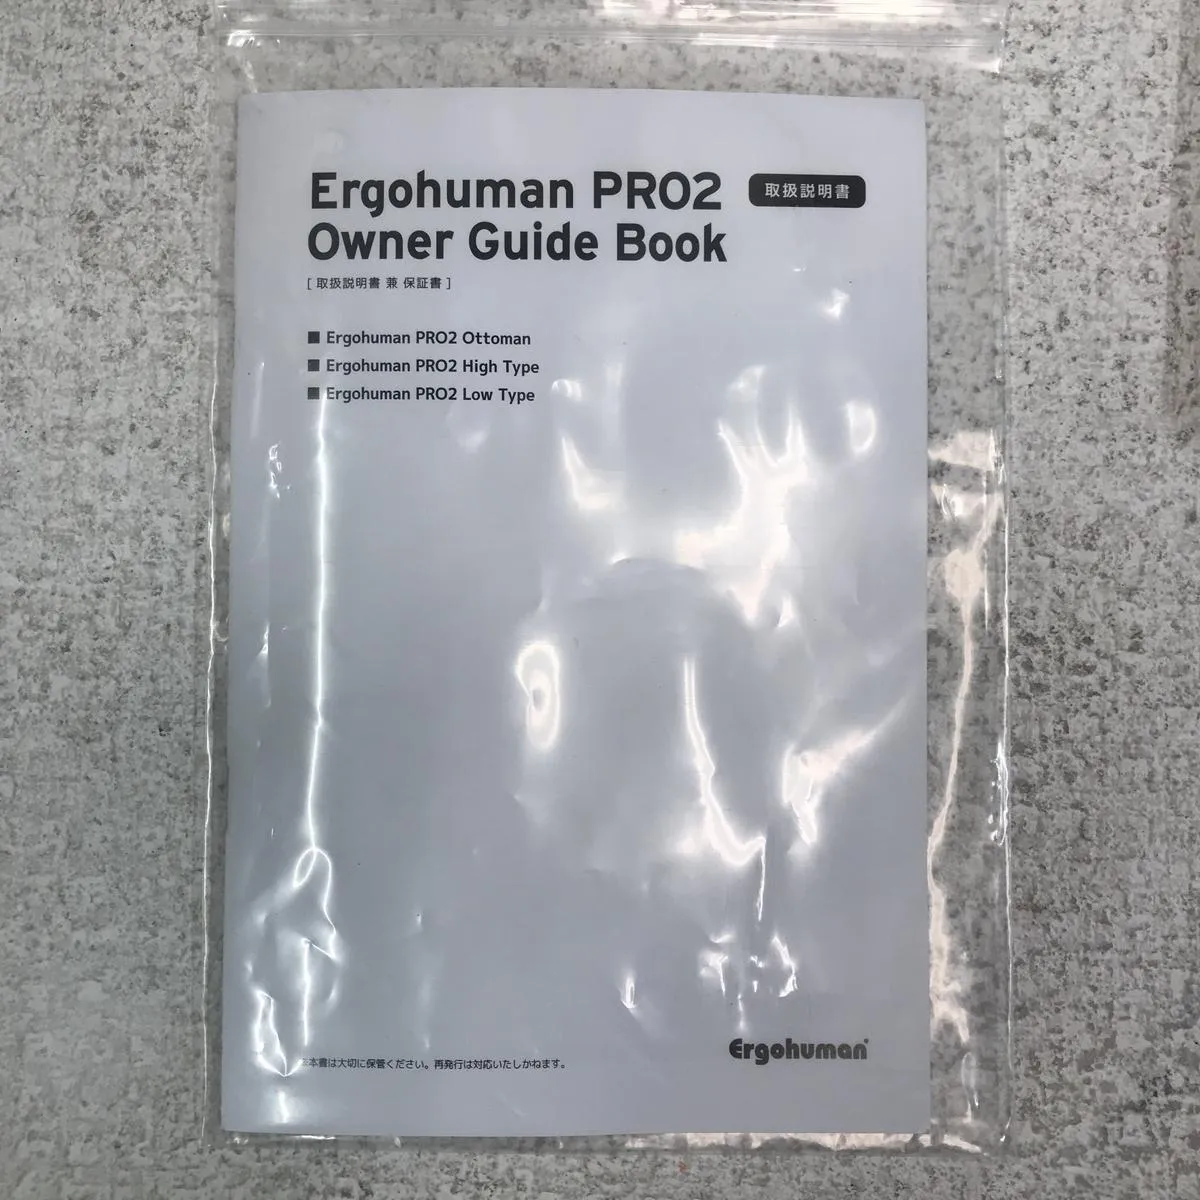 Ergohuman PRO2 取扱説明書
Owner Guide Book
[ 取扱説明書 兼 保証書 ]
■ Ergohuman PRO2 Ottoman
■ Ergohuman PRO2 High Type
■ Ergohuman PRO2 Low Type
Ergohuman®
※本書は大切に保管ください。再発行は対応いたしかねます。